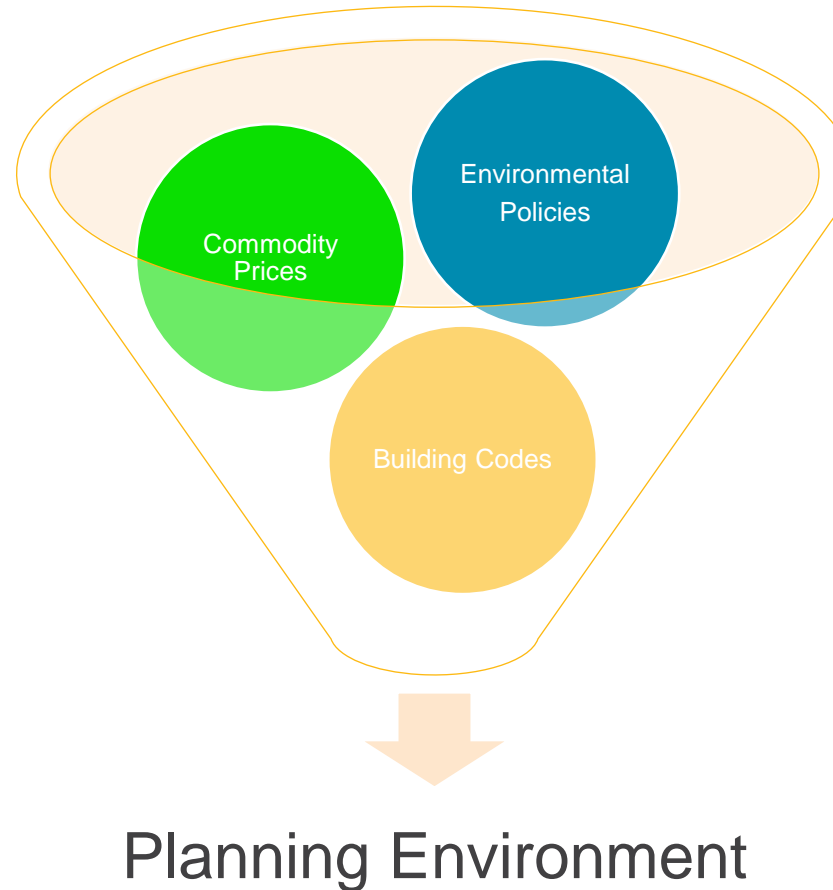 Environmental
Policies
Commodity
Prices
Building Codes
Planning Environment